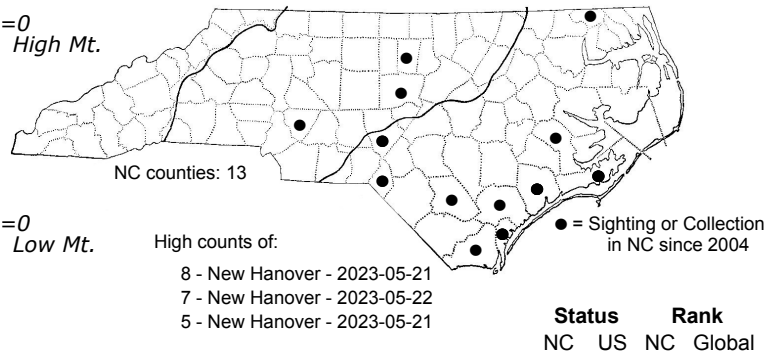 =0
High Mt.
NC counties: 13
=0
Low Mt.
High counts of:
8 - New Hanover - 2023-05-21
7 - New Hanover - 2023-05-22
5 - New Hanover - 2023-05-21
● = Sighting or Collection
in NC since 2004
Status Rank
NC US NC Global